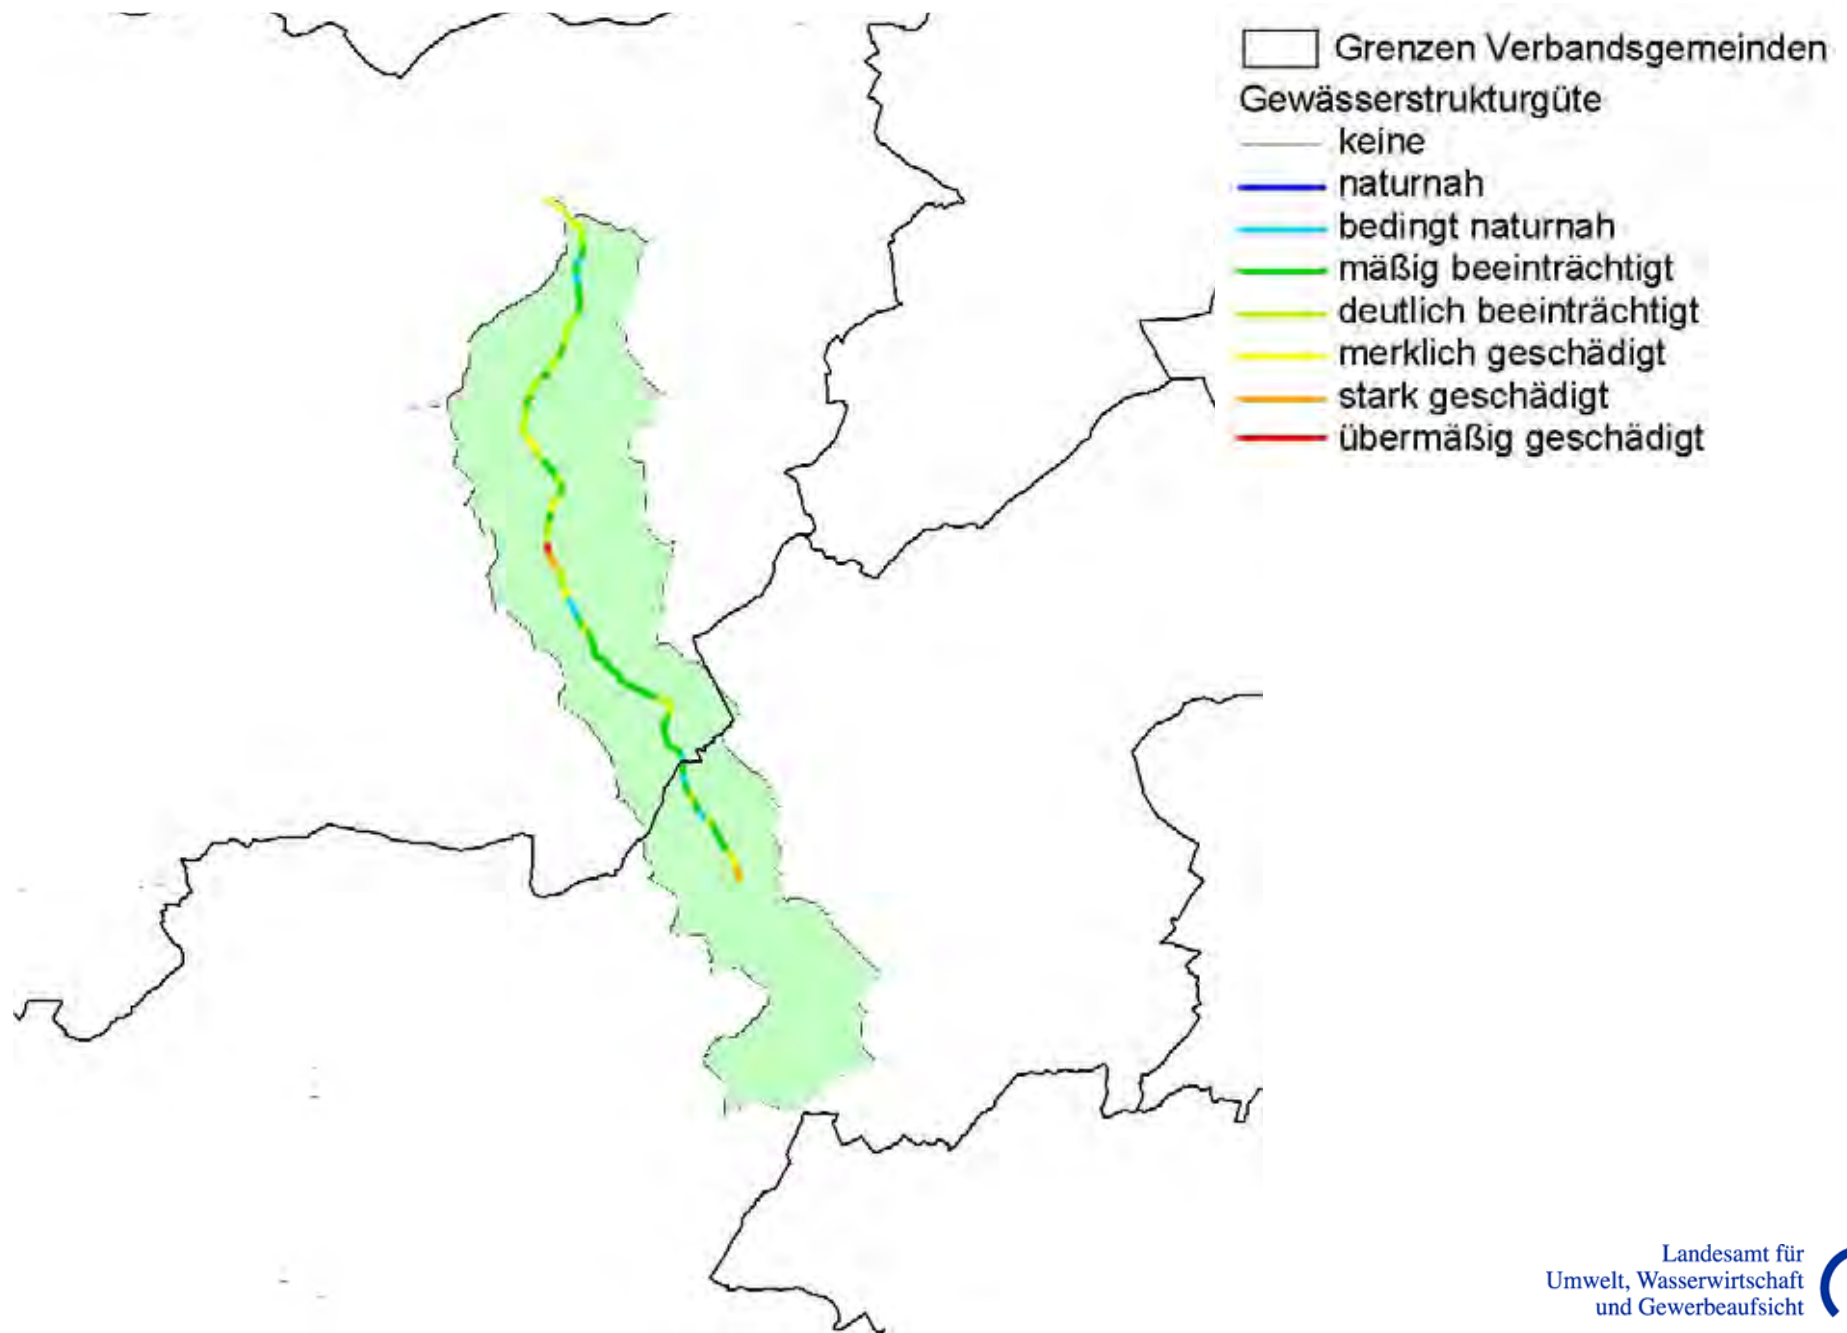 Grenzen Verbandsgemeinden
Gewässerstrukturgüte
keine
naturnah
bedingt naturnah
mäßig beeinträchtigt
deutlich beeinträchtigt
merklich geschädigt
stark geschädigt
übermäßig geschädigt
Landesamt für
Umwelt, Wasserwirtschaft
und Gewerbeaufsicht